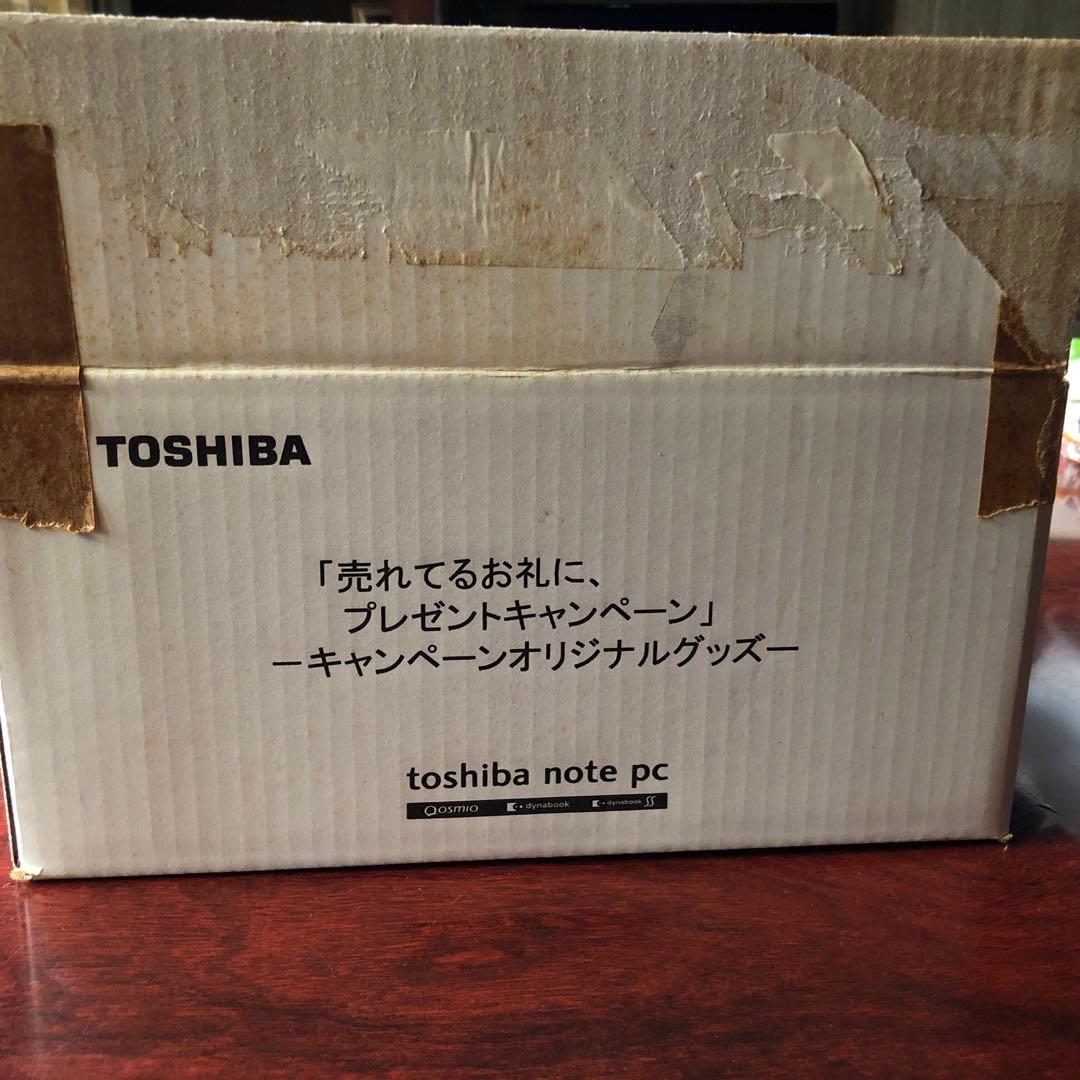 TOSHIBA
「売れてるお礼に、
プレゼントキャンペーン」
ーキャンペーンオリジナルグッズー
toshiba note pc
Qosmio dynabook dynabook SS